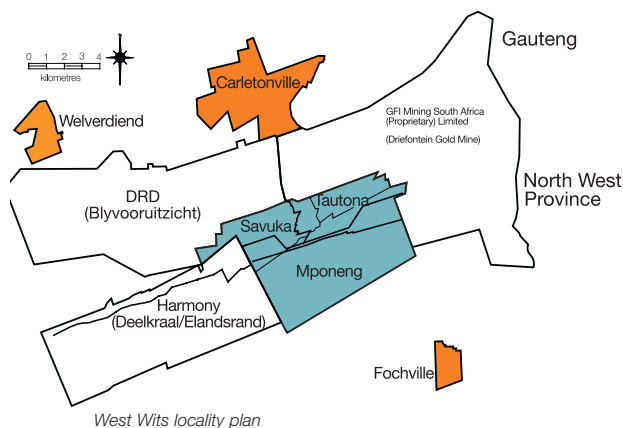 Gauteng
0 1 2 3 4
kilometres
Carletonville
GFI Mining South Africa
(Proprietary) Limited
(Driefontein Gold Mine)
Welverdiend
North West
Province
DRD
(Blyvooruitzicht)
Tautona
Savuka
Mponeng
Harmony
(Deelkraal/Elandsrand)
Fochville
West Wits locality plan